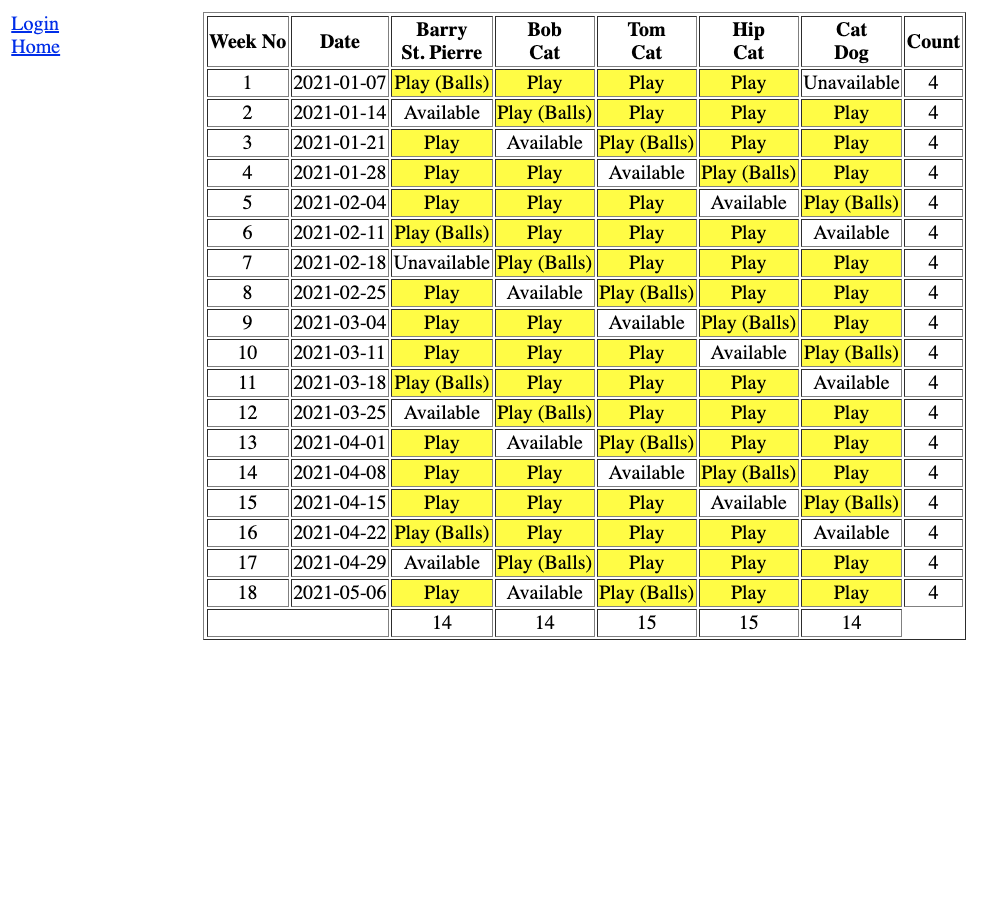 Login
Home
Week No Date Barry St. Pierre Bob Cat Tom Cat Hip Cat Cat Dog Count
1 2021-01-07 Play (Balls) Play Play Play Unavailable 4
2 2021-01-14 Available Play (Balls) Play Play Play 4
3 2021-01-21 Play Available Play (Balls) Play Play 4
4 2021-01-28 Play Play Available Play (Balls) Play 4
5 2021-02-04 Play Play Play Available Play (Balls) 4
6 2021-02-11 Play (Balls) Play Play Play Available 4
7 2021-02-18 Unavailable Play (Balls) Play Play Play 4
8 2021-02-25 Play Available Play (Balls) Play Play 4
9 2021-03-04 Play Play Available Play (Balls) Play 4
10 2021-03-11 Play Play Play Available Play (Balls) 4
11 2021-03-18 Play (Balls) Play Play Play Available 4
12 2021-03-25 Available Play (Balls) Play Play Play 4
13 2021-04-01 Play Available Play (Balls) Play Play 4
14 2021-04-08 Play Play Available Play (Balls) Play 4
15 2021-04-15 Play Play Play Available Play (Balls) 4
16 2021-04-22 Play (Balls) Play Play Play Available 4
17 2021-04-29 Available Play (Balls) Play Play Play 4
18 2021-05-06 Play Available Play (Balls) Play Play 4
14 14 15 15 14